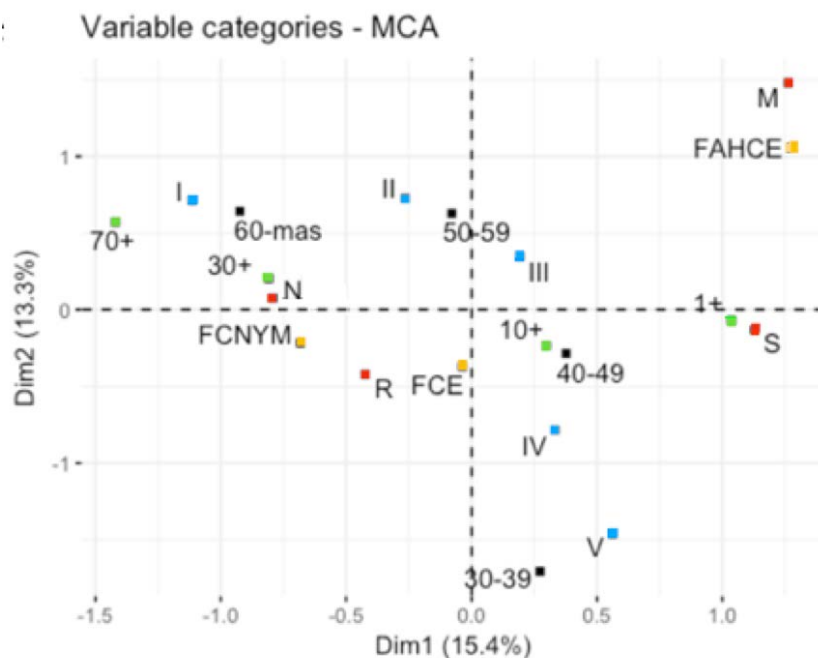 Variable categories - MCA
M
FAHCE
1
I
II
70+
60-mas
50-59
30+
III
N
0
1+
FCNYM
10+
S
R
FCE
40-49
IV
-1
V
30-39
-1.5
-1.0
-0.5
0.0
0.5
1.0
Dim1 (15.4%)
Dim2 (13.3%)